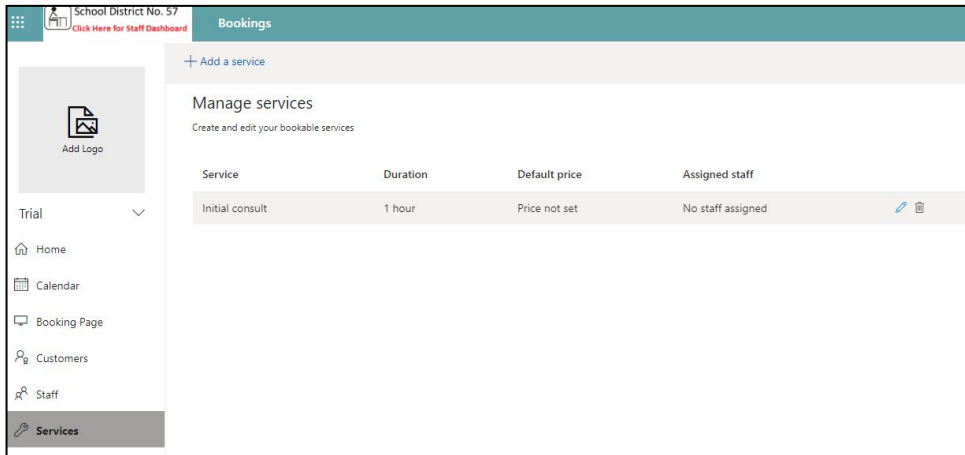 School District No. 57
Click Here for Staff Dashboard
Bookings
Add a service
Add Logo
Trial
Home
Calendar
Booking Page
Customers
Staff
Services
Manage services
Create and edit your bookable services
Service Duration Default price Assigned staff
Initial consult 1 hour Price not set No staff assigned